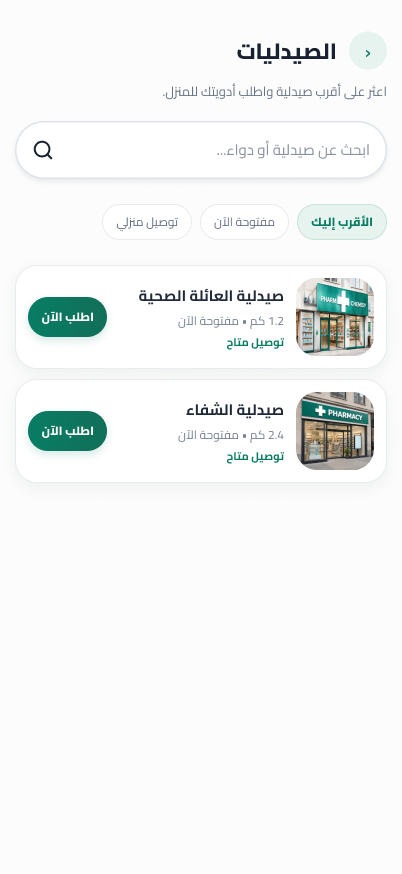 الصيدليات
اعثر على أقرب صيدلية واطلب أدويتك للمنزل.
ابحث عن صيدلية أو دواء...
الأقرب إليك
مفتوحة الآن
توصيل منزلي
PHARM CHEMISY
صيدلية العائلة الصحية
1.2 كم • مفتوحة الآن
توصيل متاح
اطلب الآن
PHARMACY
صيدلية الشفاء
2.4 كم • مفتوحة الآن
توصيل متاح
اطلب الآن